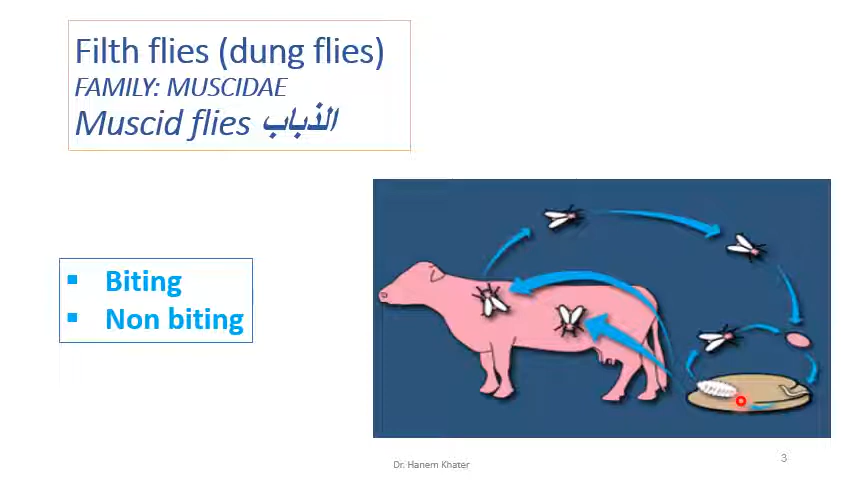 Filth flies (dung flies)
FAMILY: MUSCIDAE
Muscid flies الذباب
▪ Biting
▪ Non biting
Dr. Hanem Khater
3